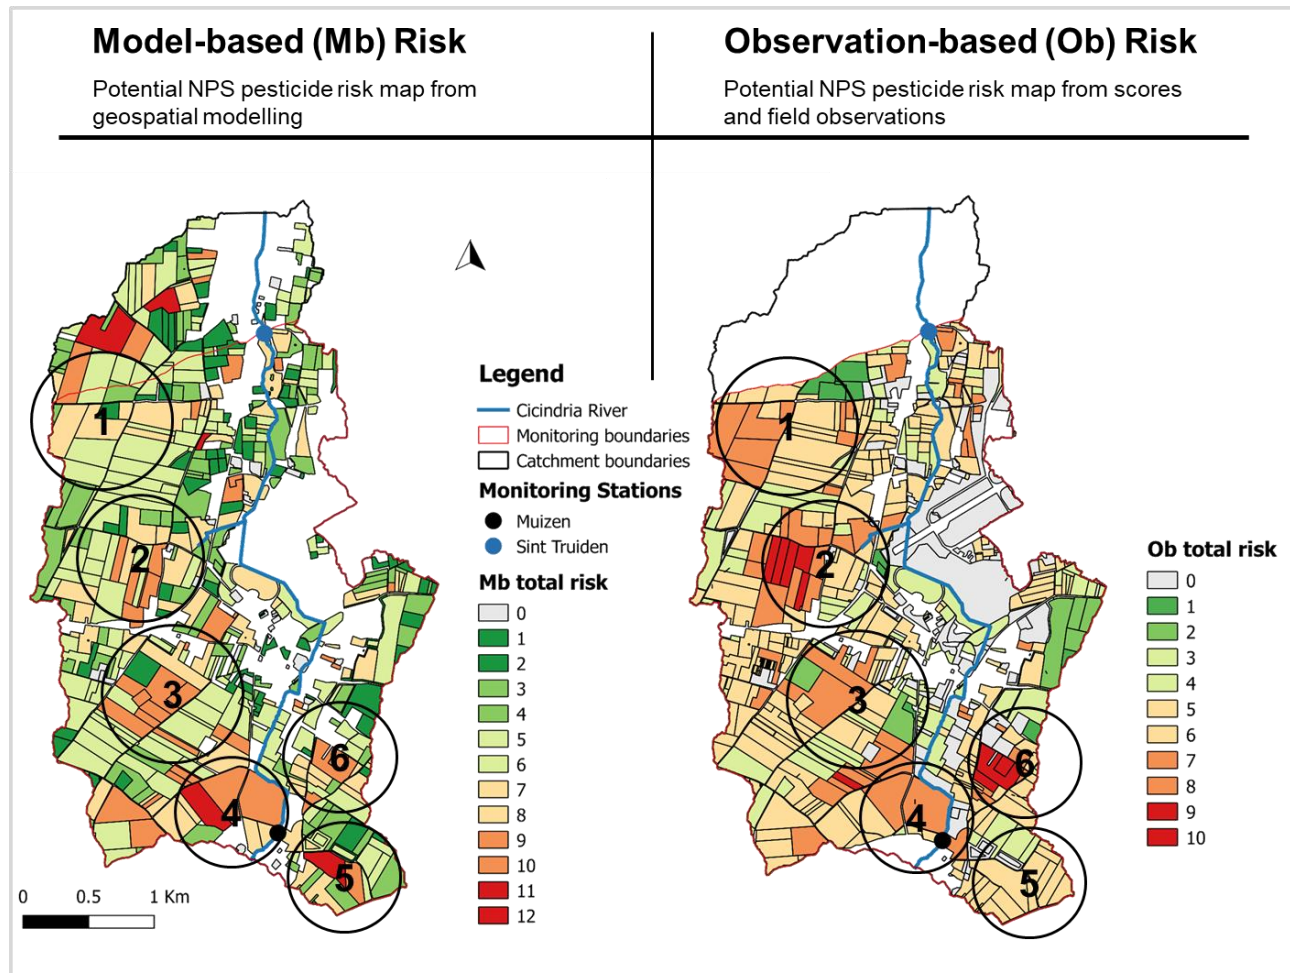 Model-based (Mb) Risk
Potential NPS pesticide risk map from
geospatial modelling
Observation-based (Ob) Risk
Potential NPS pesticide risk map from scores
and field observations
1
2
3
4
5
6
0 0.5 1 Km
Legend
Cicindria River
Monitoring boundaries
Catchment boundaries
Monitoring Stations
Muizen
Sint Truiden
Mb total risk
0
1
2
3
4
5
6
7
8
9
10
11
12
1
2
3
4
5
6
Ob total risk
0
1
2
3
4
5
6
7
8
9
10